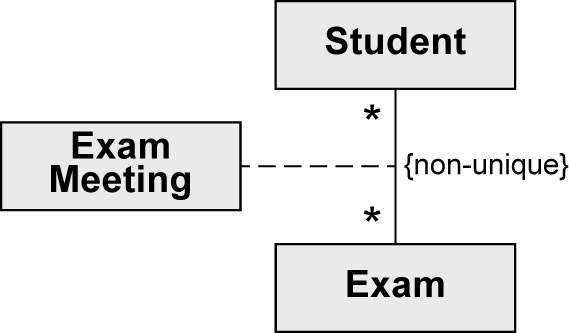 Student
*
Exam
Meeting
{non-unique}
*
Exam